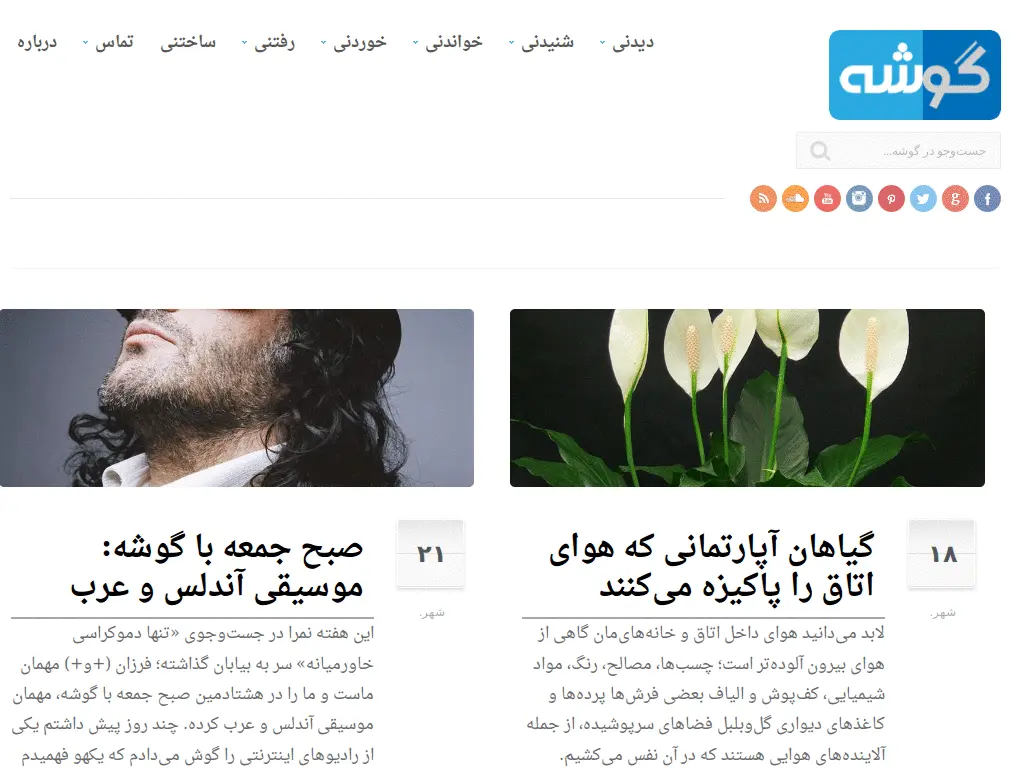 گوشه
دیدنی شنیدنی خواندنی خوردنی رفتنی ساختنی تماس درباره
جست‌وجو در گوشه...
۱۸
شهر.
گیاهان آپارتمانی که هوای
اتاق را پاکیزه می‌کنند
لابد می‌دانید هوای داخل اتاق و خانه‌های‌مان گاهی از
هوای بیرون آلوده‌تر است؛ چسب‌ها، مصالح، رنگ، مواد
شیمیایی، کف‌پوش و الیاف بعضی فرش‌ها پرده‌ها و
کاغذهای دیواری گل‌وبلبل فضاهای سرپوشیده، از جمله
آلاینده‌های هوایی هستند که در آن نفس می‌کشیم.
۲۱
شهر.
صبح جمعه با گوشه:
موسیقی آندلس و عرب
این هفته نمرا در جست‌وجوی «تنها دموکراسی
خاورمیانه» سر به بیابان گذاشته؛ فرزان (+و+) مهمان
ماست و ما را در هشتادمین صبح جمعه با گوشه، مهمان
موسیقی آندلس و عرب کرده. چند روز پیش داشتم یکی
از رادیوهای اینترنتی را گوش می‌دادم که یکهو فهمیدم